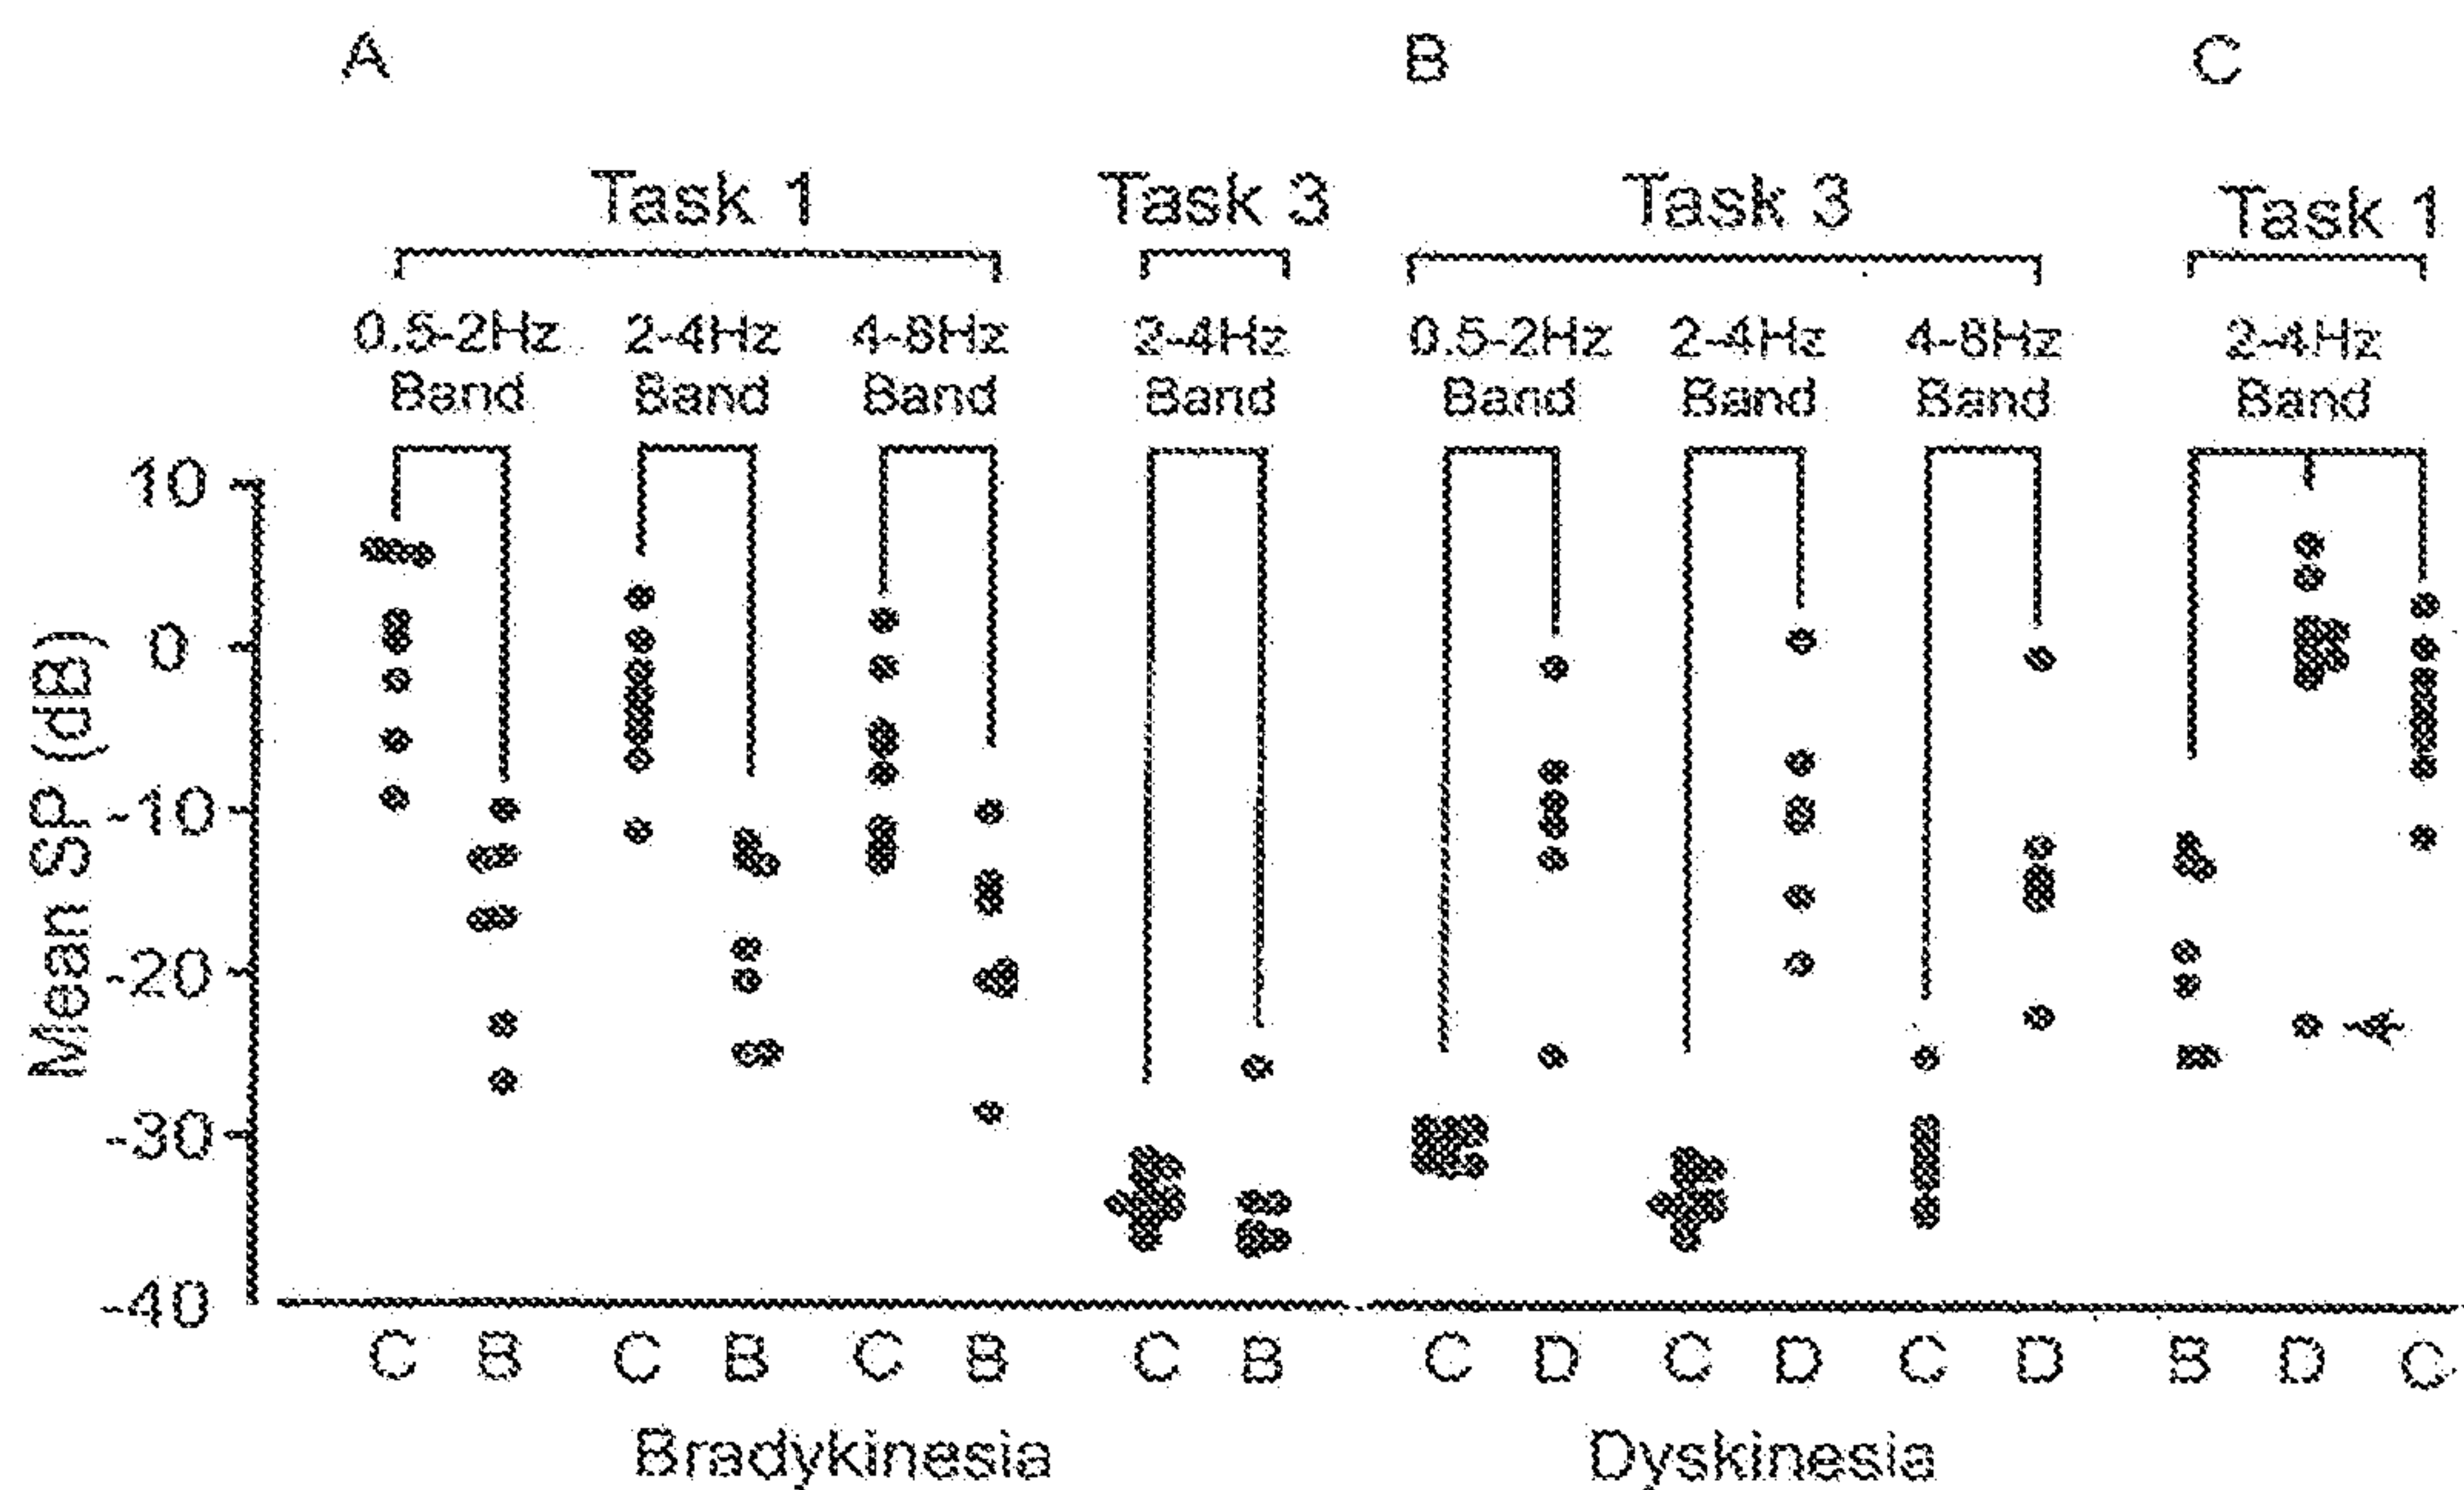 A B C
Task 1 Task 3 Task 3 Task 1
0.5-2Hz 2-4Hz 4-8Hz 2-4Hz 0.5-2Hz 2-4Hz 4-8Hz 2-4Hz
Band Band Band Band Band Band Band Band
Mean SP (dB)
10
0
-10
-20
-30
-40
C B C B C B C B C D C D C D B D C
Bradykinesia Dyskinesia